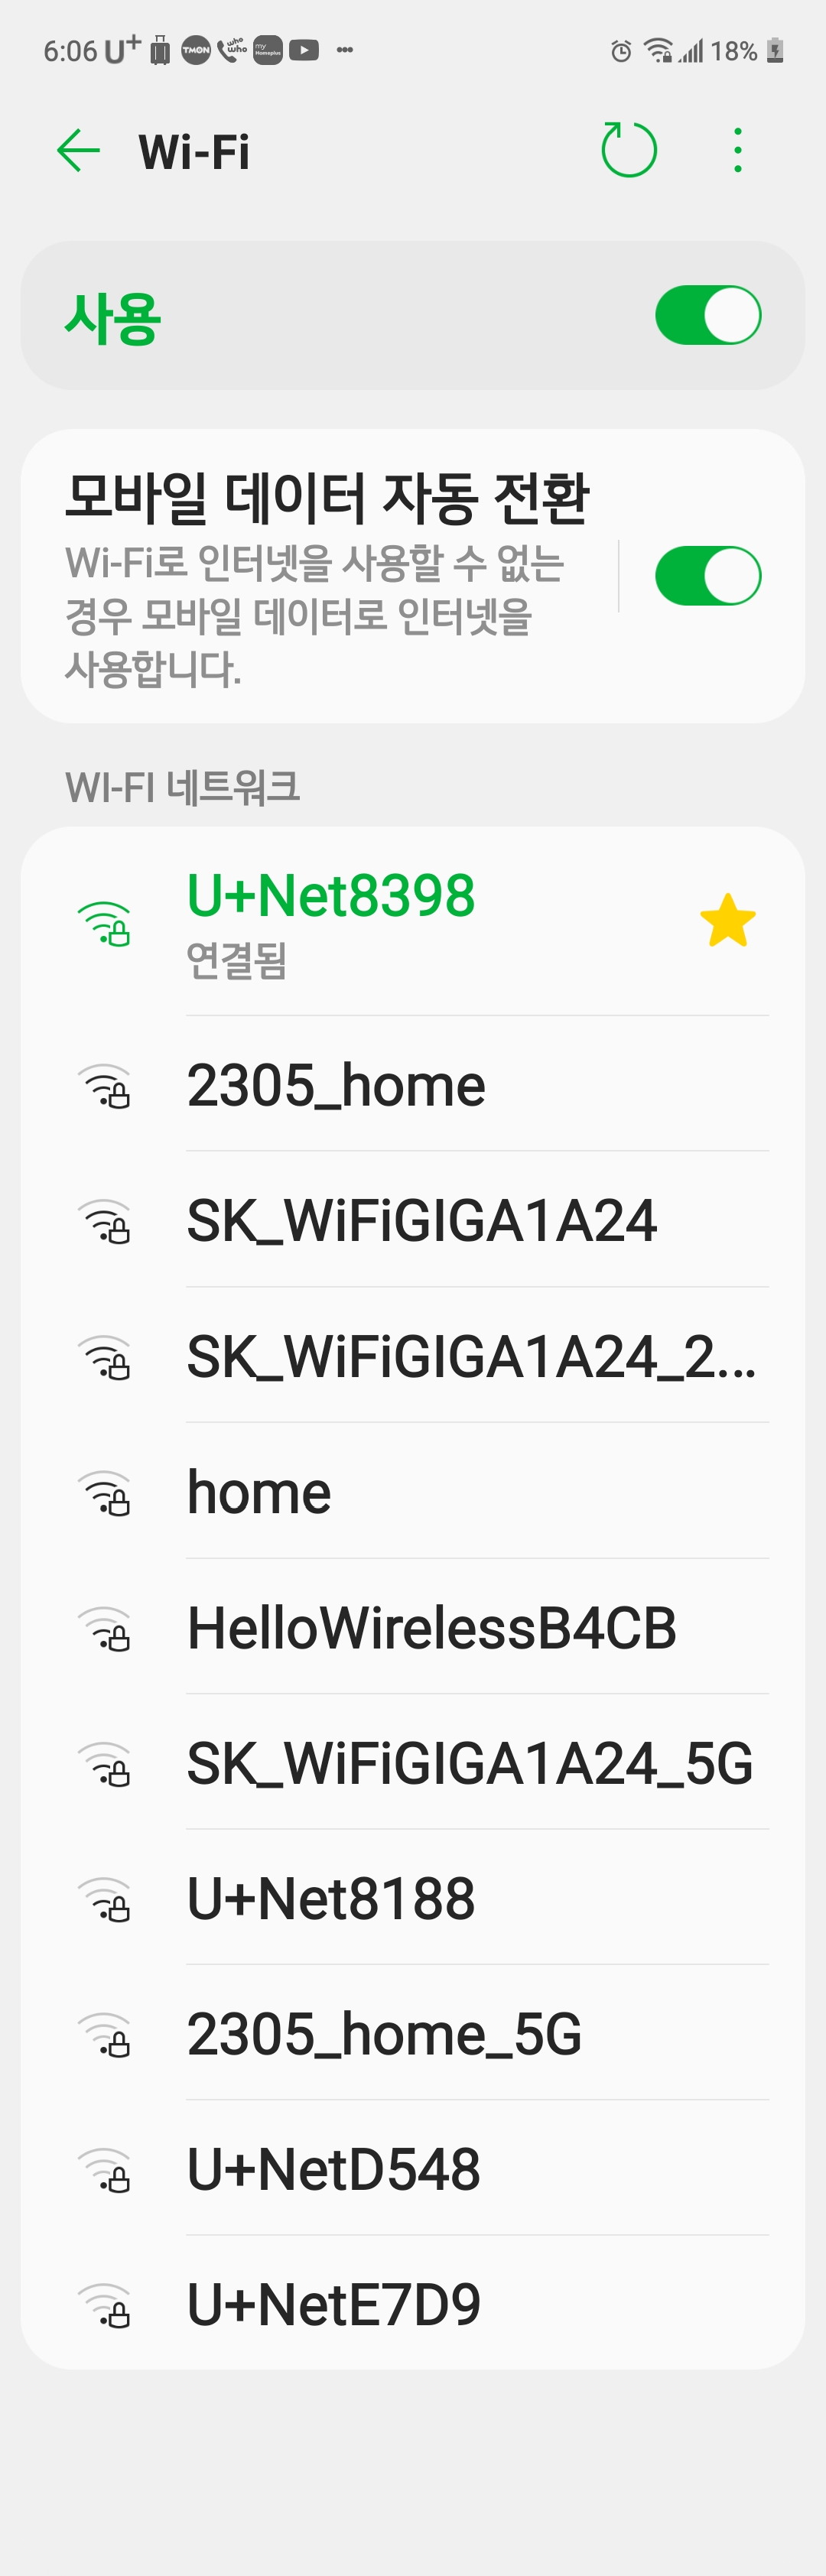 6:06 U+ TMON who who my Homeplus 18%
Wi-Fi
사용
모바일 데이터 자동 전환
Wi-Fi로 인터넷을 사용할 수 없는
경우 모바일 데이터로 인터넷을
사용합니다.
WI-FI 네트워크
U+Net8398
연결됨
2305_home
SK_WiFiGIGA1A24
SK_WiFiGIGA1A24_2...
home
HelloWirelessB4CB
SK_WiFiGIGA1A24_5G
U+Net8188
2305_home_5G
U+NetD548
U+NetE7D9